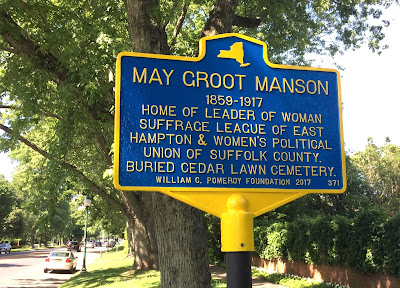 MAY GROOT MANSON
1859-1917
HOME OF LEADER OF WOMAN
SUFFRAGE LEAGUE OF EAST
HAMPTON & WOMEN'S POLITICAL
UNION OF SUFFOLK COUNTY.
BURIED CEDAR LAWN CEMETERY.
WILLIAM G. POMEROY FOUNDATION 2017 371